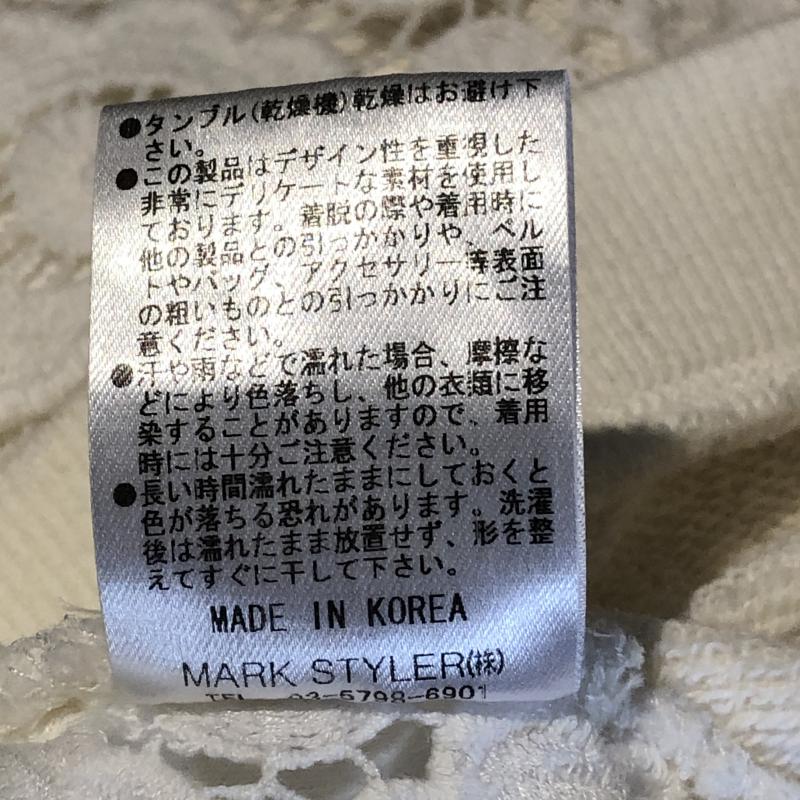 ●タンブル(乾燥機)乾燥はお避け下
さい。
●この製品はデザイン性を重視した
非常にデリケートな素材を使用し
ております。着脱の際や着用時に
他の製品との引っかかりや、ベル
トやバッグ、アクセサリー等表面
の粗いものとの引っかかりにご注
意ください。
●汗や雨などで濡れた場合、摩擦な
どにより色落ちし、他の衣類に移
染することがありますので、着用
時には十分ご注意ください。
●長い時間濡れたままにしておくと
色が落ちる恐れがあります。洗濯
後は濡れたまま放置せず、形を整
えてすぐに干して下さい。
MADE IN KOREA
MARK STYLER(株)
TEL 03-5798-6901